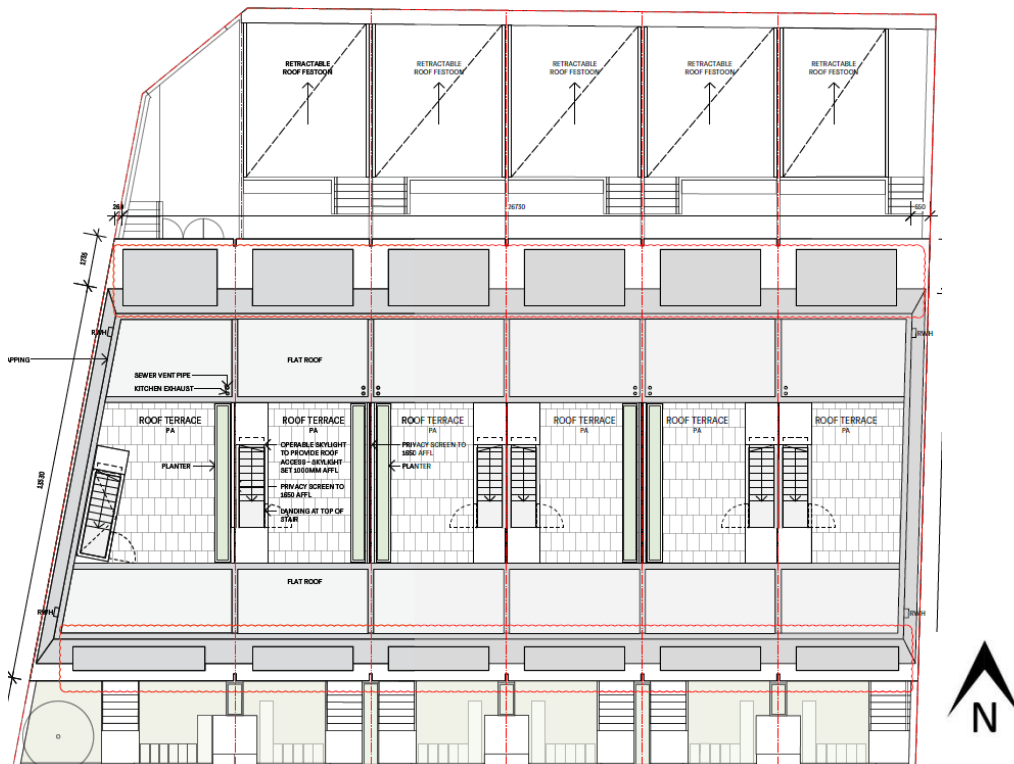 RETRACTABLE
ROOF FESTOON
RETRACTABLE
ROOF FESTOON
RETRACTABLE
ROOF FESTOON
RETRACTABLE
ROOF FESTOON
RETRACTABLE
ROOF FESTOON
26730
RWH
RWH
APPING
FLAT ROOF
SEWER VENT PIPE
KITCHEN EXHAUST
ROOF TERRACE
PA
ROOF TERRACE
PA
ROOF TERRACE
PA
ROOF TERRACE
PA
ROOF TERRACE
PA
ROOF TERRACE
PA
OPERABLE SKYLIGHT
TO PROVIDE ROOF
ACCESS - SKYLIGHT
SET 1000MM AFFL
PRIVACY SCREEN TO
1650 AFFL
PLANTER
PLANTER
PRIVACY SCREEN TO
1650 AFFL
LANDING AT TOP OF
STAIR
FLAT ROOF
RWH
RWH
N